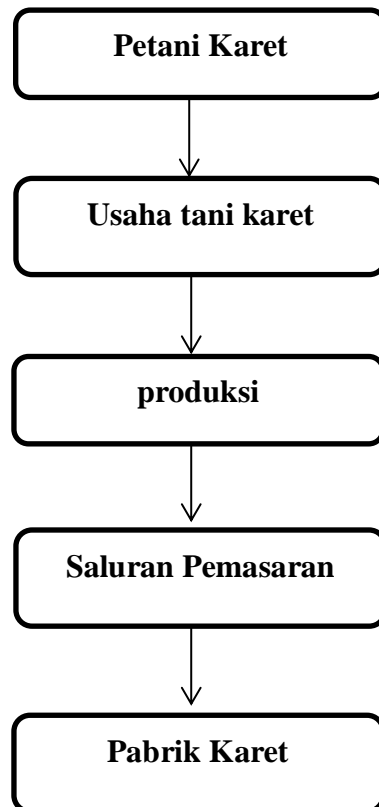 Petani Karet
Usaha tani karet
produksi
Saluran Pemasaran
Pabrik Karet